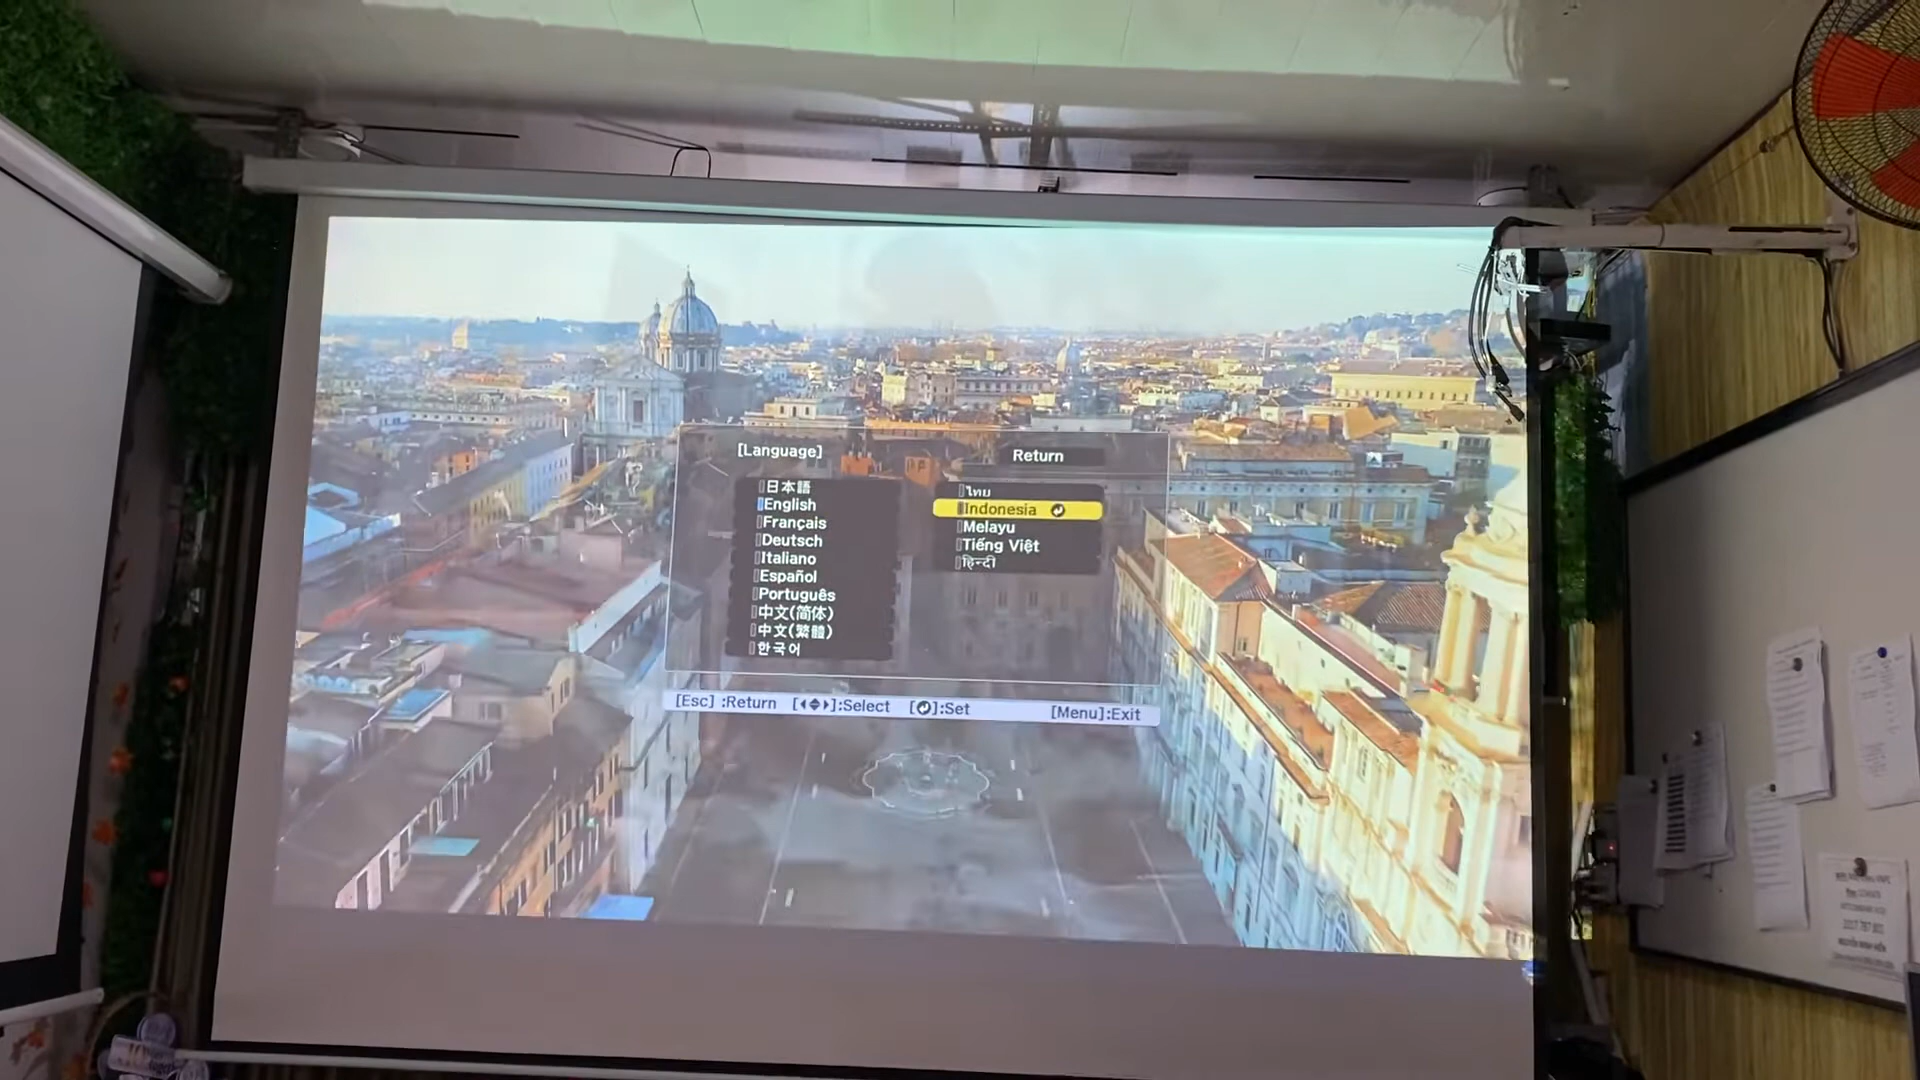 [Language]
Return
日本語
English
Français
Deutsch
Italiano
Español
Português
中文(简体)
中文(繁體)
한국어
ไทย
Indonesia
Melayu
Tiếng Việt
हिन्दी
[Esc] :Return [◀◆▶]:Select [⏎]:Set [Menu]:Exit